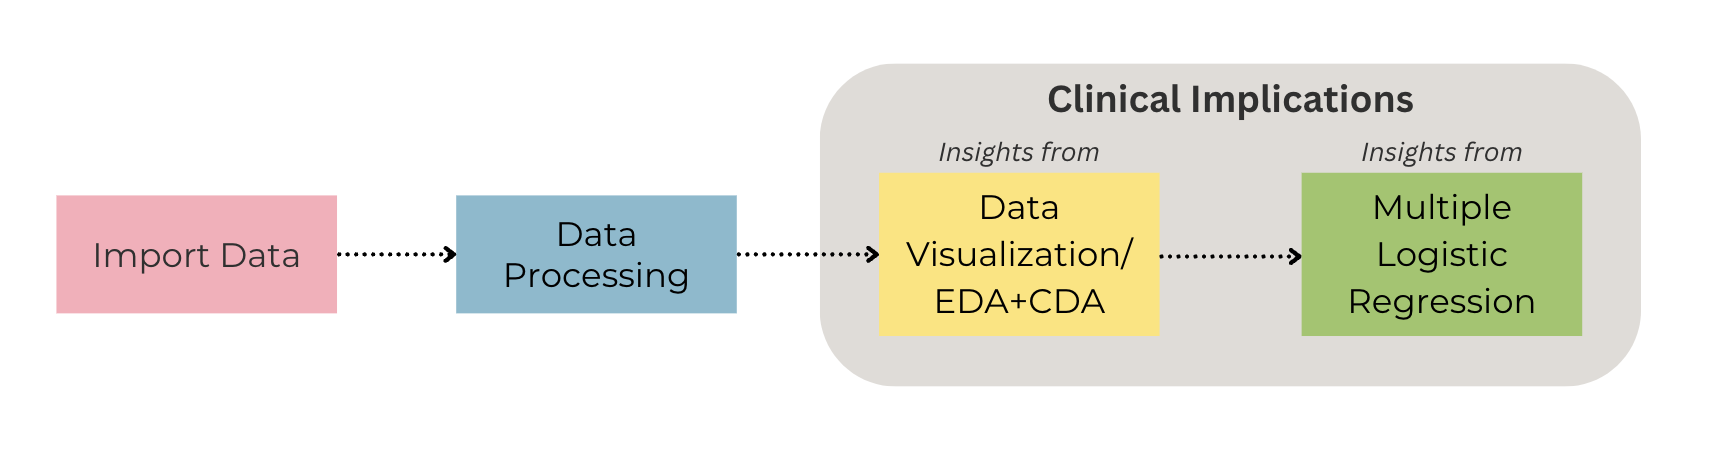 Import Data
Data
Processing
Clinical Implications
Insights from
Data
Visualization/
EDA+CDA
Insights from
Multiple
Logistic
Regression